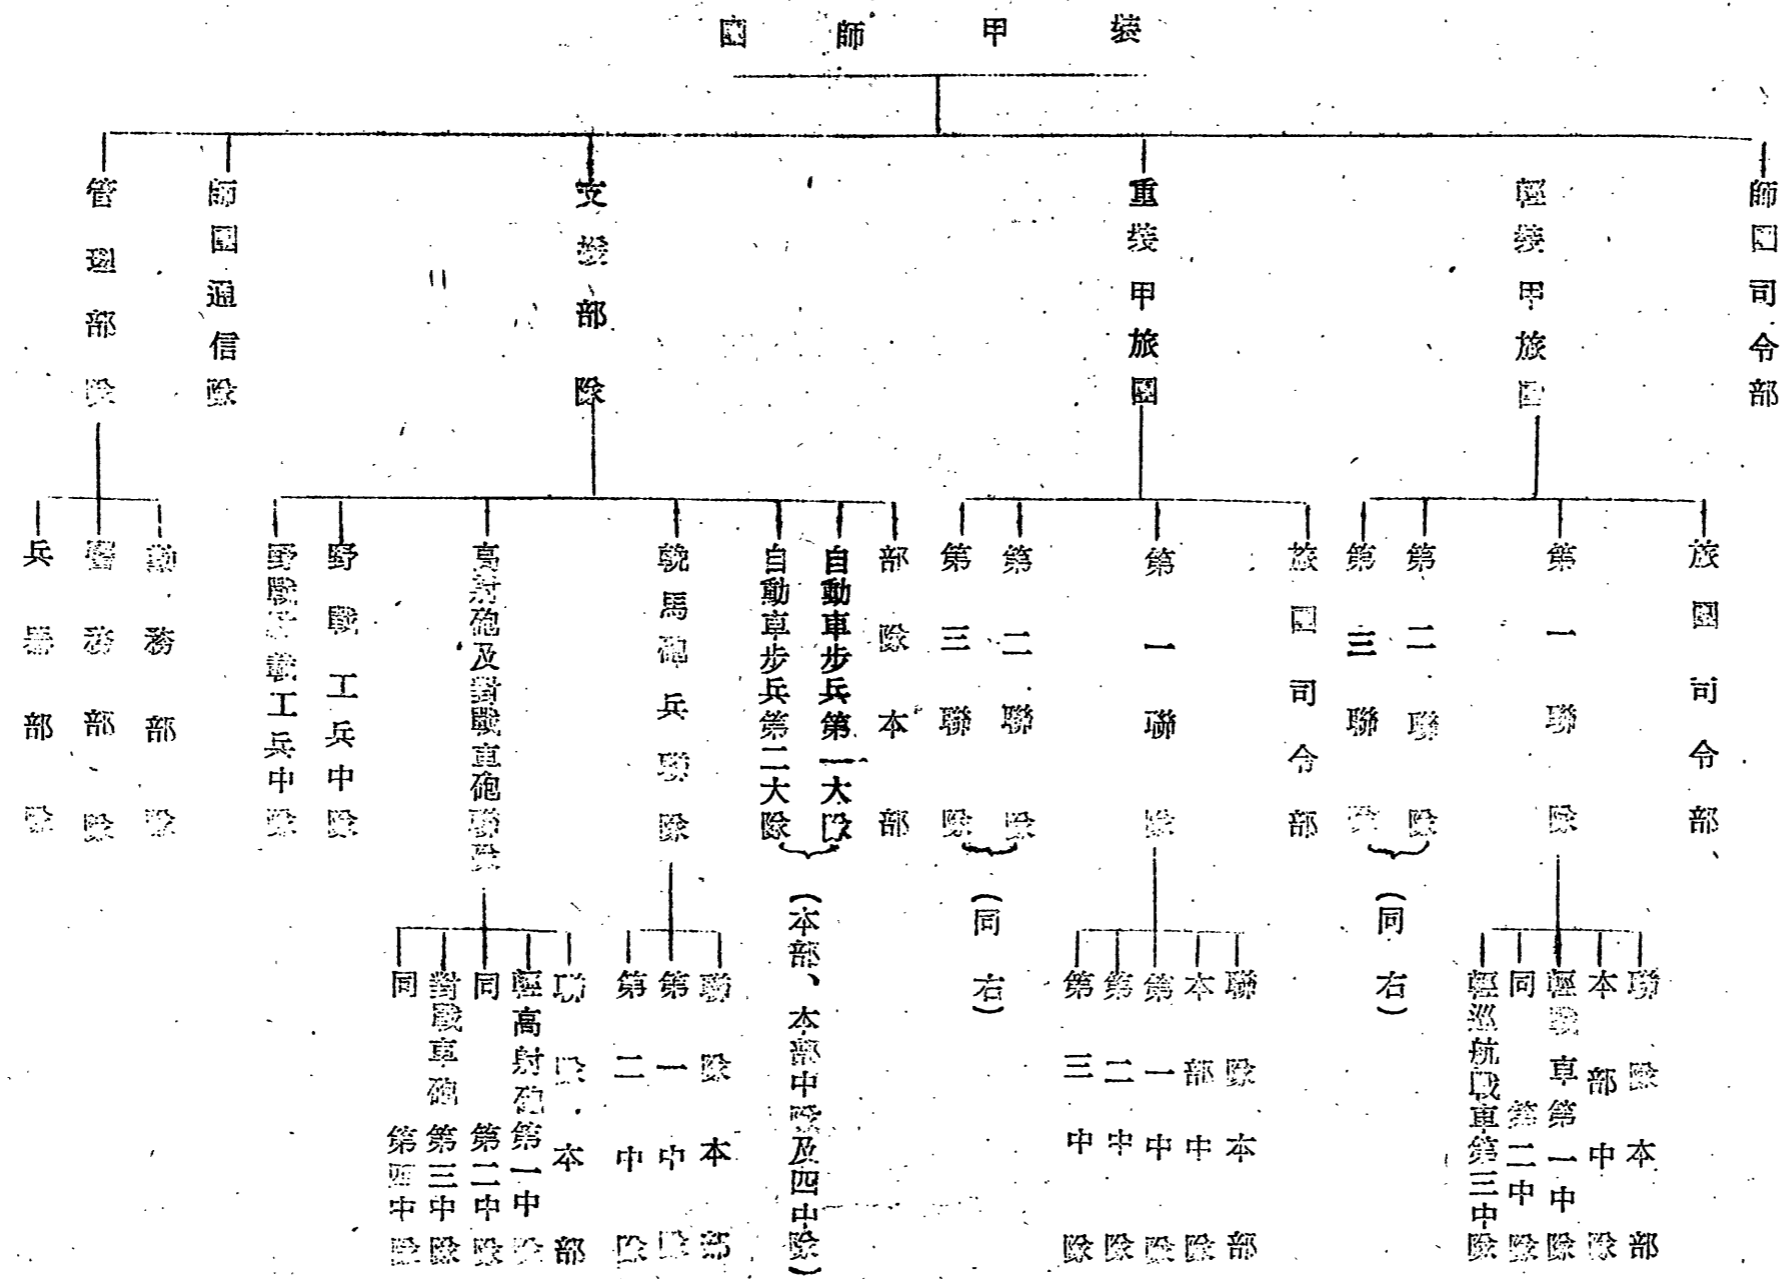 裝甲師團
師團司令部
輕裝甲旅團
重裝甲旅團
支援部隊
師團通信隊
管理部隊
旅團司令部
第一聯隊
第二聯隊
第三聯隊
(同右)
旅團司令部
第一聯隊
第二聯隊
第三聯隊
(同右)
部隊本部
自動車步兵第一大隊
自動車步兵第二大隊
(本部、本部中隊及四中隊)
騎馬砲兵聯隊
高射砲及對戰車砲聯隊
野戰工兵中隊
工兵中隊
勤務部隊
醫務部隊
兵器部隊
聯隊本部
本部中隊
輕戰車第一中隊
同第二中隊
輕巡航戰車第三中隊
聯隊本部
本部中隊
第一中隊
第二中隊
第三中隊
聯隊本部
第一中隊
第二中隊
聯隊本部
輕高射砲第一中隊
同第二中隊
對戰車砲第三中隊
同第四中隊